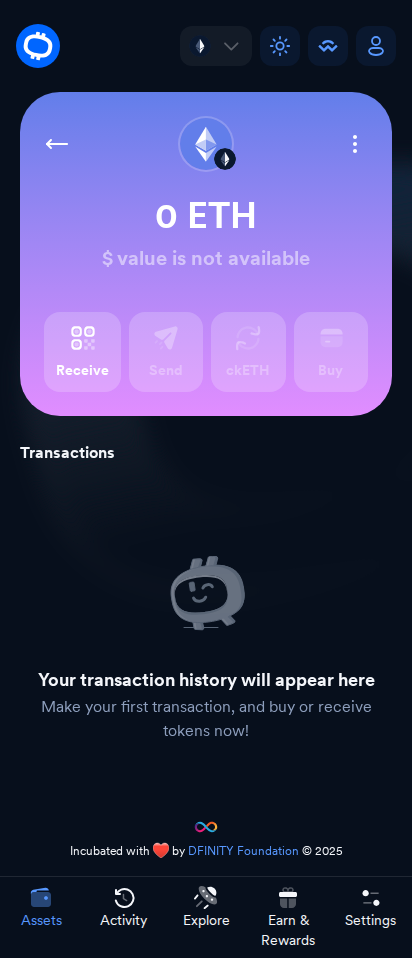 0 ETH
$ value is not available
Receive
Send
ckETH
Buy
Transactions
Your transaction history will appear here
Make your first transaction, and buy or receive
tokens now!
Incubated with ❤️ by DFINITY Foundation © 2025
Assets
Activity
Explore
Earn &
Rewards
Settings